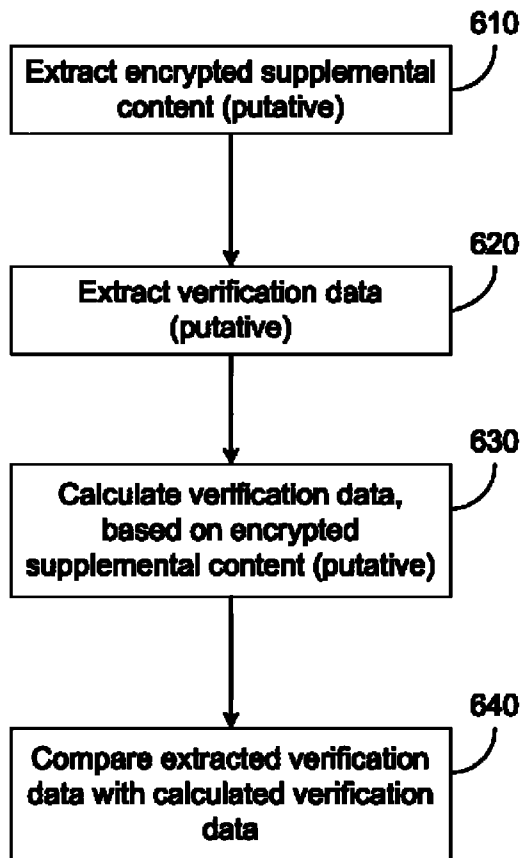 610
Extract encrypted supplemental
content (putative)
620
Extract verification data
(putative)
630
Calculate verification data,
based on encrypted
supplemental content (putative)
640
Compare extracted verification
data with calculated verification
data